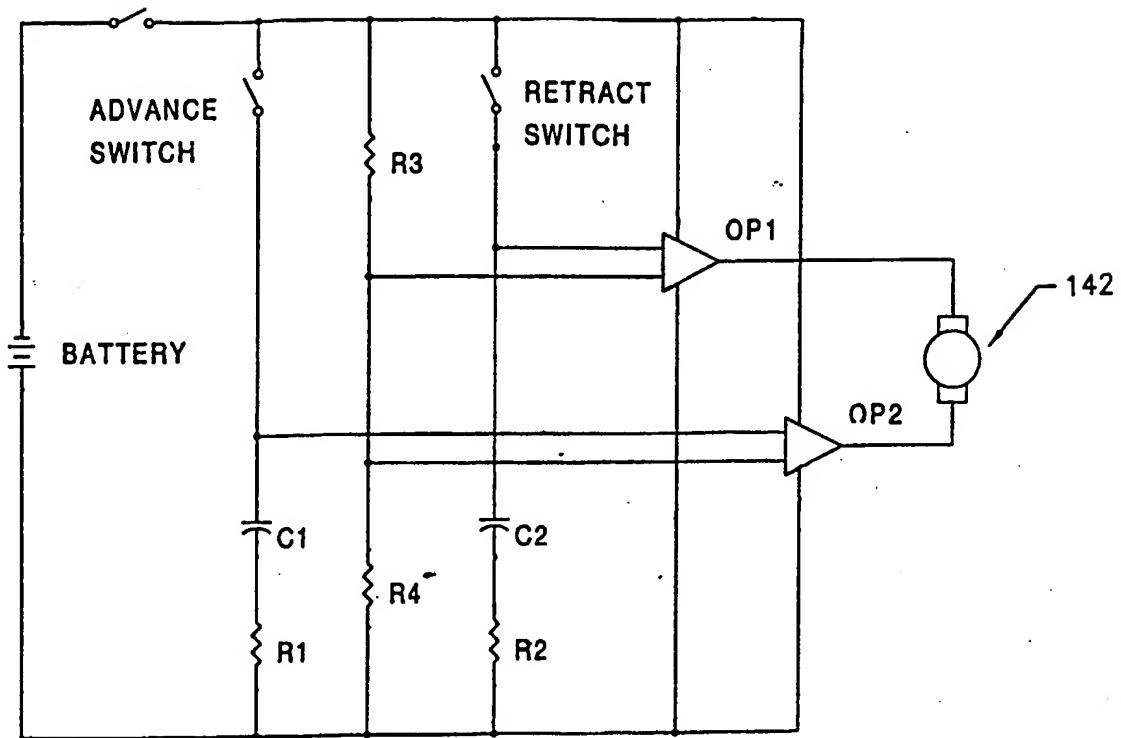 ADVANCE
SWITCH
RETRACT
SWITCH
R3
OP1
142
BATTERY
OP2
C1
C2
R4
R1
R2